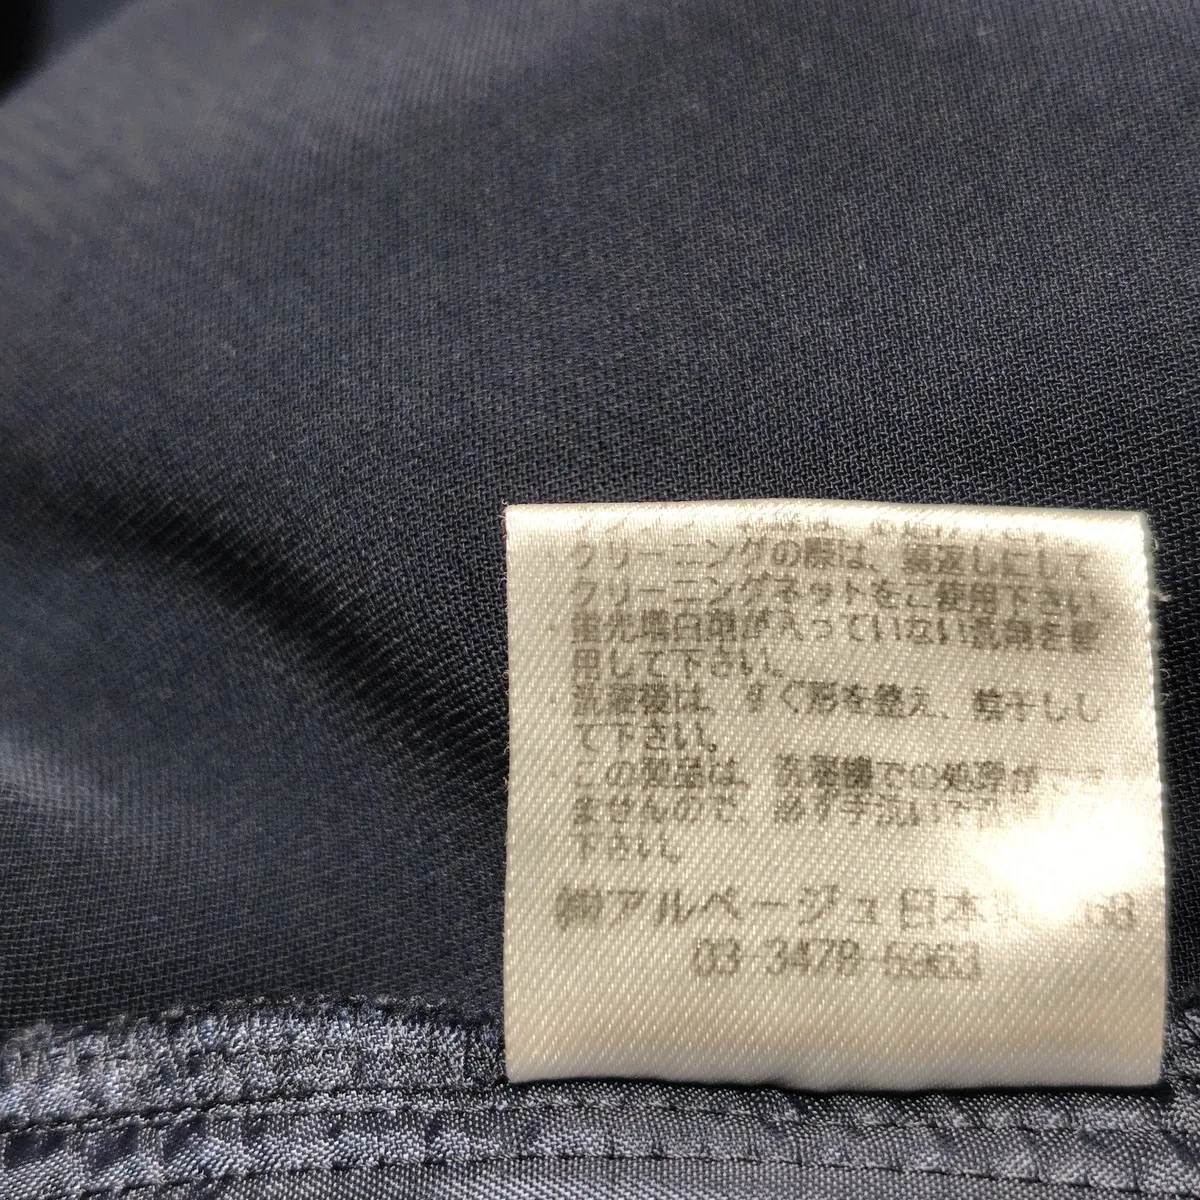 ・クリーニングの際は、裏返しにして
クリーニングネットをご使用下さい。
・蛍光増白剤が入っていない洗剤を使
用して下さい。
・洗濯後は、すぐ形を整え、陰干しし
て下さい。
・この製品は、洗濯機での処理ができ
ませんので、必ず手洗いで
下さい。
㈱アルベージュ 日本
03-3478-5963